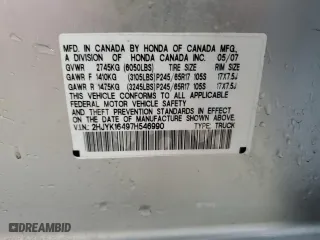 MFD. IN CANADA BY HONDA OF CANADA MFG.,
A DIVISION OF HONDA CANADA INC. 05/07
GVWR 2745KG (6050LBS) TIRE SIZE RIM SIZE
GAWR F 1410KG (3105LBS) P245/65R17 105S 17X7.5J
GAWR R 1475KG (3245LBS) P245/65R17 105S 17X7.5J
THIS VEHICLE CONFORMS TO ALL APPLICABLE
FEDERAL MOTOR VEHICLE SAFETY
AND THEFT PREVENTION STANDARDS IN EFFECT
ON THE DATE OF MANUFACTURE SHOWN ABOVE.
V.I.N.: 2HJYK16497H546990 TYPE: TRUCK